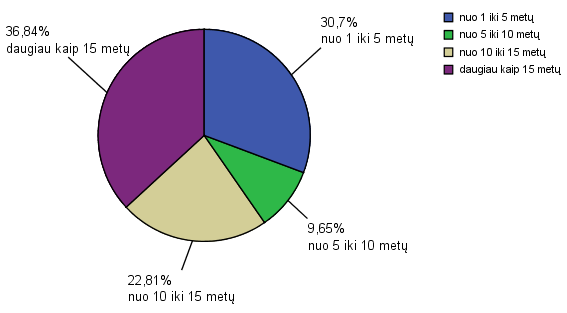 36,84%
daugiau kaip 15 metų
30,7%
nuo 1 iki 5 metų
9,65%
nuo 5 iki 10 metų
22,81%
nuo 10 iki 15 metų
nuo 1 iki 5 metų
nuo 5 iki 10 metų
nuo 10 iki 15 metų
daugiau kaip 15 metų